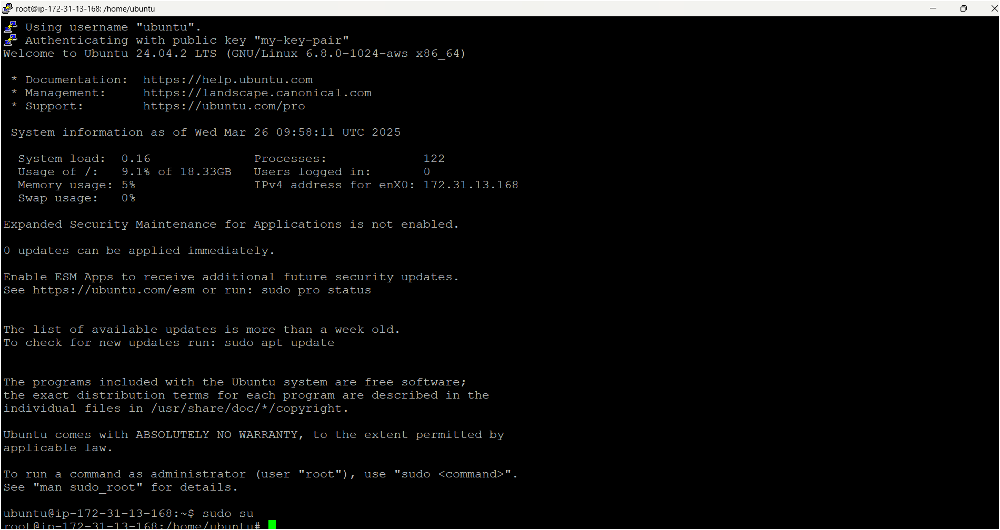 root@ip-172-31-13-168: /home/ubuntu
Using username "ubuntu".
Authenticating with public key "my-key-pair"
Welcome to Ubuntu 24.04.2 LTS (GNU/Linux 6.8.0-1024-aws x86_64)
* Documentation:  https://help.ubuntu.com
* Management:     https://landscape.canonical.com
* Support:        https://ubuntu.com/pro
System information as of Wed Mar 26 09:58:11 UTC 2025
System load:  0.16              Processes:             122
Usage of /:   9.1% of 18.33GB   Users logged in:       0
Memory usage: 5%                IPv4 address for enX0: 172.31.13.168
Swap usage:   0%
Expanded Security Maintenance for Applications is not enabled.
0 updates can be applied immediately.
Enable ESM Apps to receive additional future security updates.
See https://ubuntu.com/esm or run: sudo pro status
The list of available updates is more than a week old.
To check for new updates run: sudo apt update
The programs included with the Ubuntu system are free software;
the exact distribution terms for each program are described in the
individual files in /usr/share/doc/*/copyright.
Ubuntu comes with ABSOLUTELY NO WARRANTY, to the extent permitted by
applicable law.
To run a command as administrator (user "root"), use "sudo <command>".
See "man sudo_root" for details.
ubuntu@ip-172-31-13-168:~$ sudo su
root@ip-172-31-13-168:/home/ubuntu#